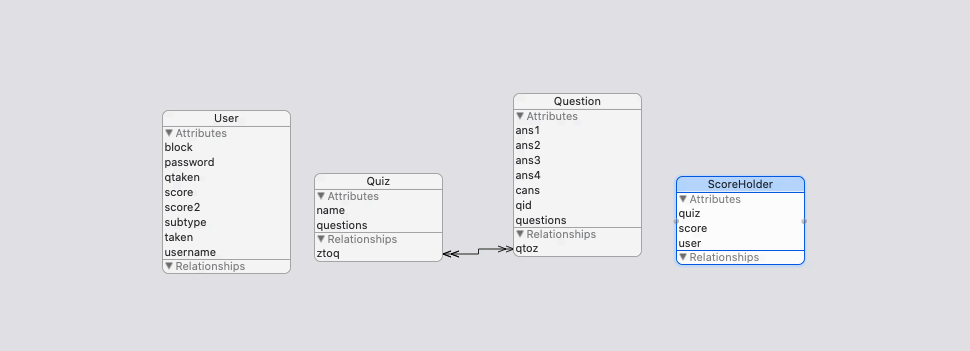 User
Attributes
block
password
qtaken
score
score2
subtype
taken
username
Relationships
Quiz
Attributes
name
questions
Relationships
ztoq
Question
Attributes
ans1
ans2
ans3
ans4
cans
qid
questions
Relationships
qtoz
ScoreHolder
Attributes
quiz
score
user
Relationships